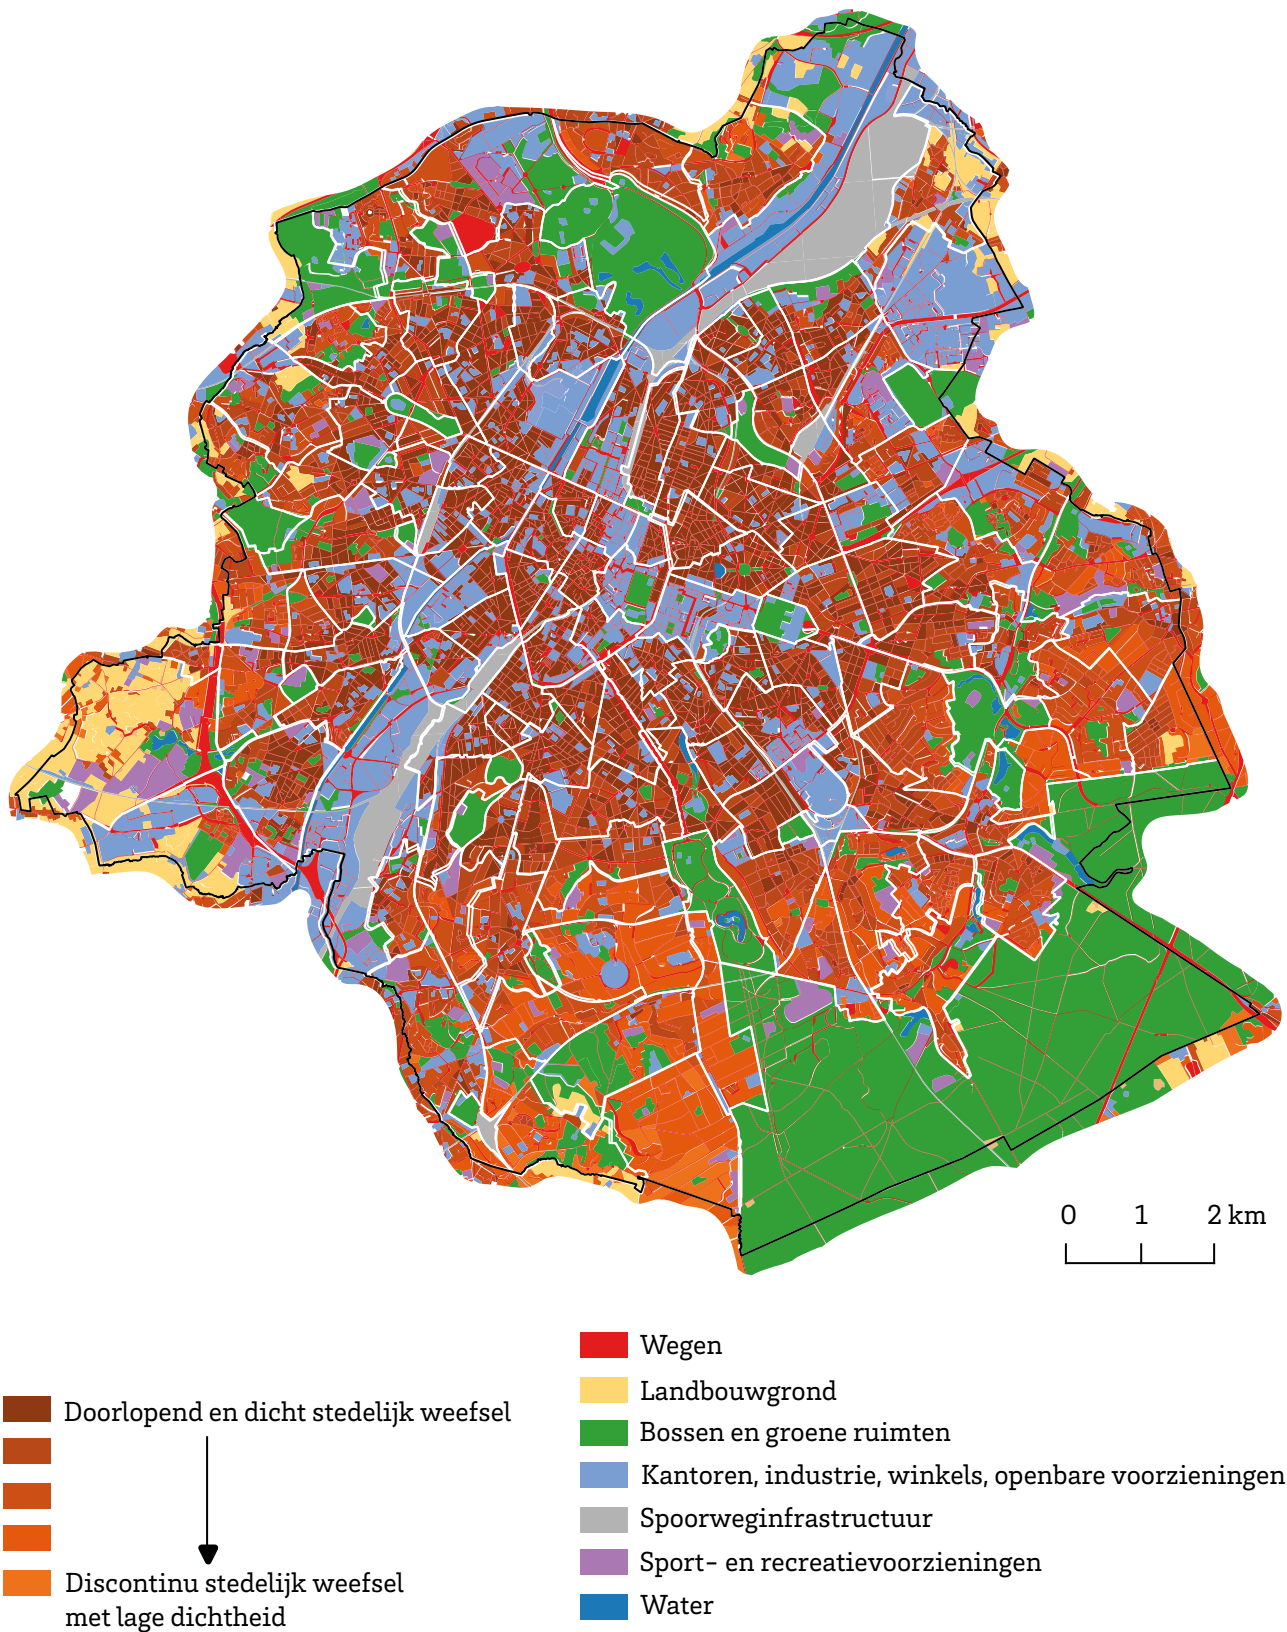 0 1 2 km
Wegen
Landbouwgrond
Doorlopend en dicht stedelijk weefsel
Bossen en groene ruimten
Kantoren, industrie, winkels, openbare voorzieningen
Spoorweginfrastructuur
Sport- en recreatievoorzieningen
Discontinu stedelijk weefsel
met lage dichtheid
Water